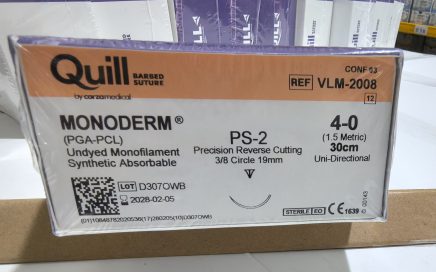 CONF 03
Quill BARBED
SUTURE
by corzamedical
REF VLM-2008
12
MONODERM®
(PGA-PCL)
Undyed Monofilament
Synthetic Absorbable
PS-2
Precision Reverse Cutting
3/8 Circle 19mm
4-0
(1.5 Metric)
30cm
Uni-Directional
LOT D307OWB
2028-02-05
STERILE EO
CE 1639